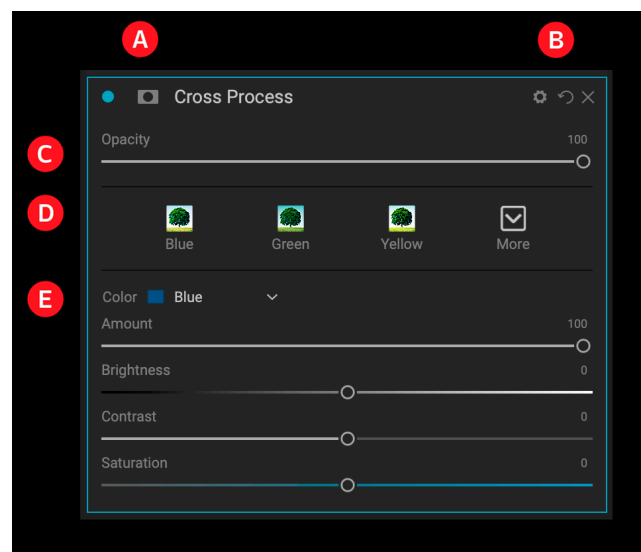 A
B
Cross Process
C
Opacity 100
D
Blue Green Yellow More
E
Color Blue
Amount 100
Brightness 0
Contrast 0
Saturation 0